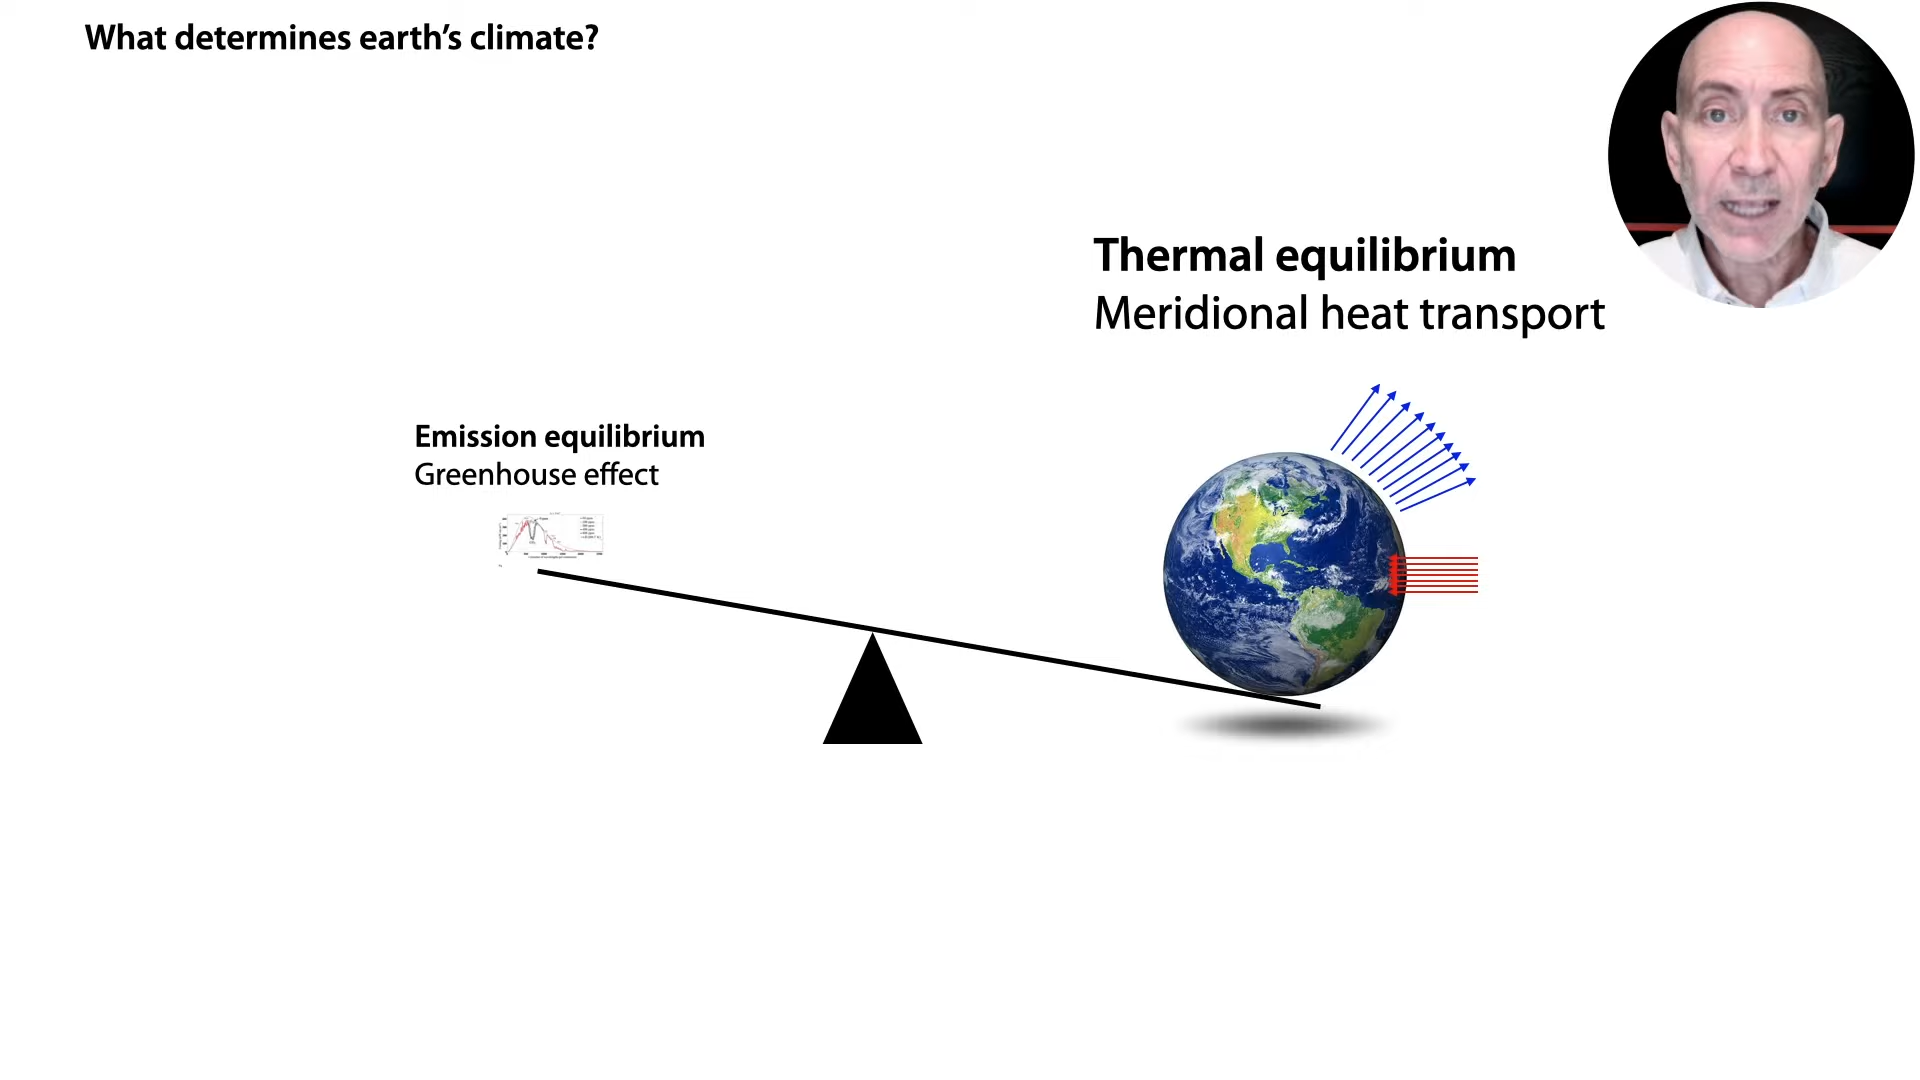 What determines earth's climate?
Thermal equilibrium
Meridional heat transport
Emission equilibrium
Greenhouse effect